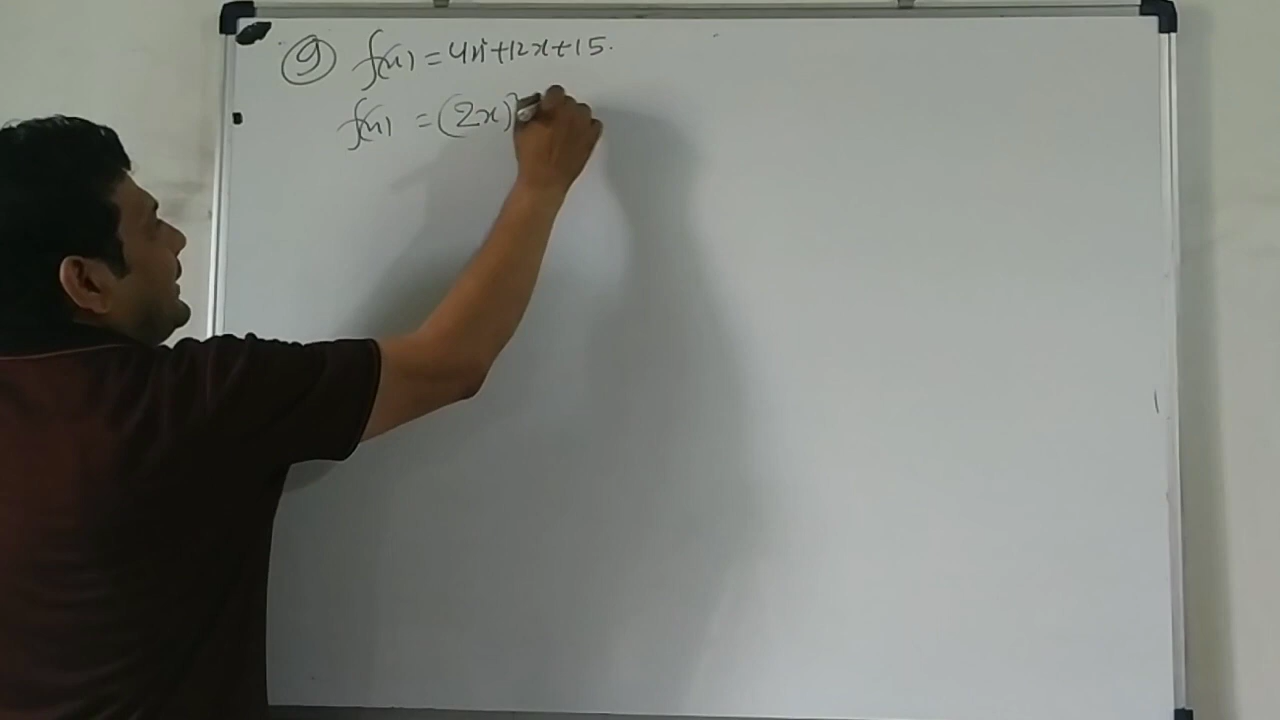 ⑨ f(x) = 4x²+12x+15.
f(x) = (2x)²